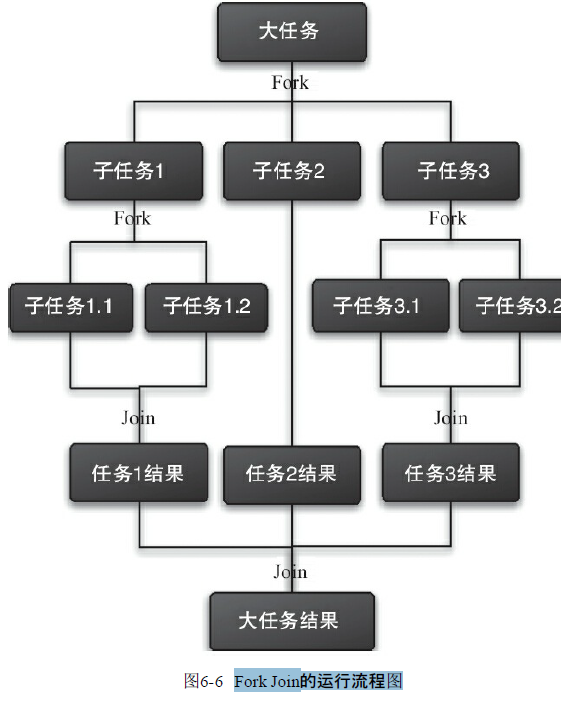 大任务
Fork
子任务1 子任务2 子任务3
Fork Fork
子任务1.1 子任务1.2 子任务3.1 子任务3.2
Join Join
任务1结果 任务2结果 任务3结果
Join
大任务结果
图6-6 Fork Join的运行流程图